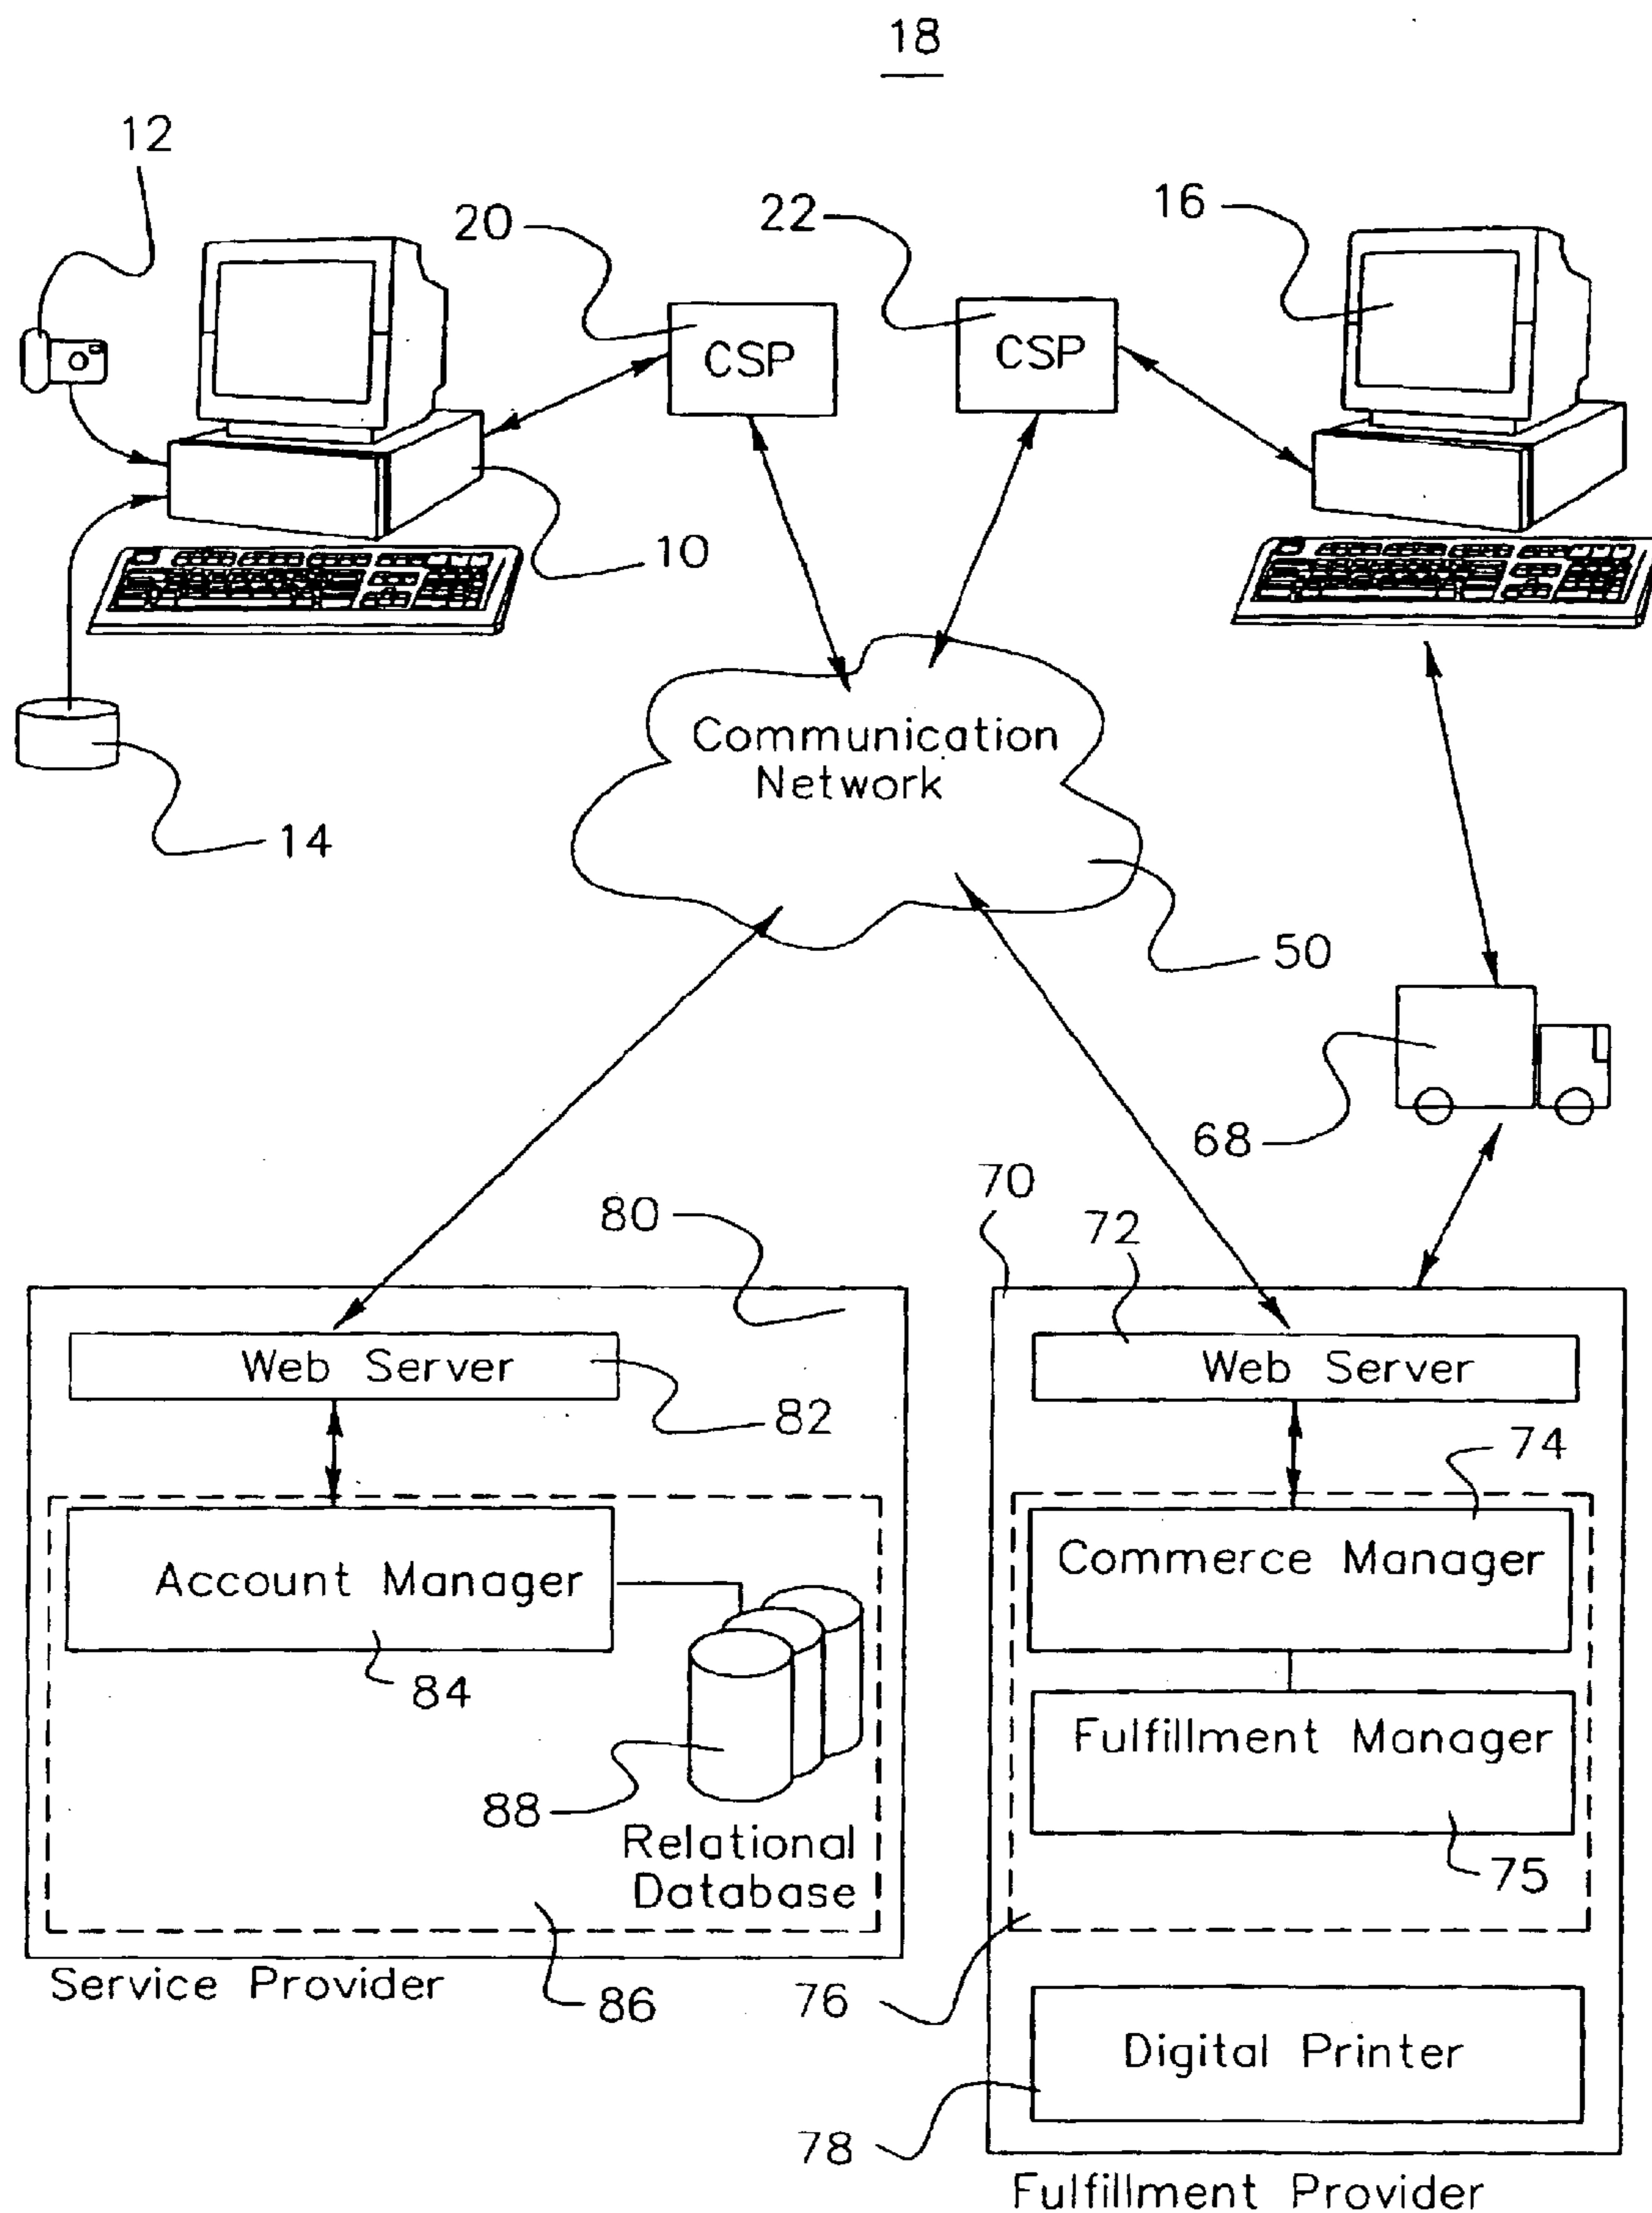 18
12
20
22
16
CSP
CSP
10
Communication
Network
14
50
68
70
80
72
Web Server
82
Web Server
74
Account Manager
84
Commerce Manager
88
Relational
Database
Fulfillment Manager
75
Service Provider
86
76
Digital Printer
78
Fulfillment Provider